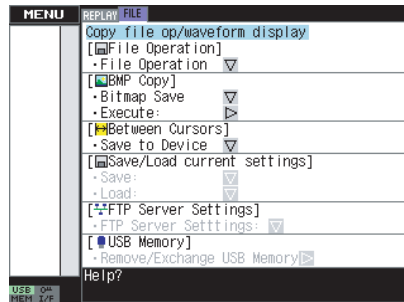 MENU
REPLAY FILE
Copy file op/waveform display
[File Operation]
・File Operation ▽
[BMP Copy]
・Bitmap Save ▽
・Execute: ▷
[Between Cursors]
・Save to Device ▽
[Save/Load current settings]
・Save: ▽
・Load: ▽
[FTP Server Settings]
・FTP Server Setttings: ▽
[USB Memory]
・Remove/Exchange USB Memory ▷
Help?
USB
MEM I/F